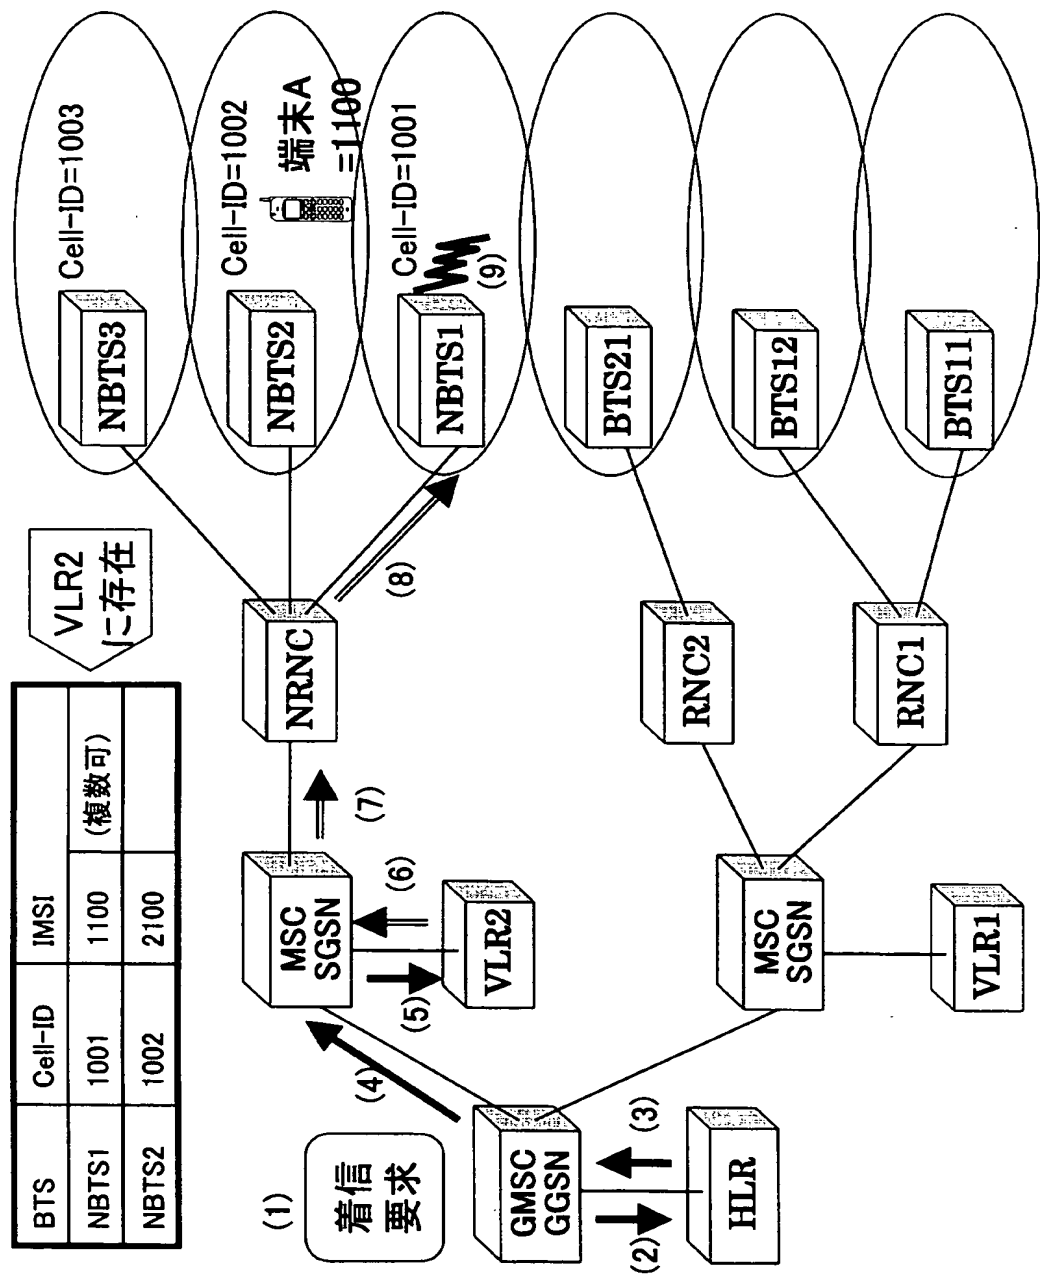 BTS Cell-ID IMSI
NBTS1 1001 1100 (複数可)
NBTS2 1002 2100
VLR2
に存在
(1)
着信
要求
GMSC
GGSN
(2)
(3)
HLR
(4)
MSC
SGSN
(5)
(6)
VLR2
(7)
NRNC
(8)
NBTS3
Cell-ID=1003
NBTS2
Cell-ID=1002
端末A
=1100
NBTS1
Cell-ID=1001
(9)
MSC
SGSN
VLR1
RNC2
RNC1
BTS21
BTS12
BTS11